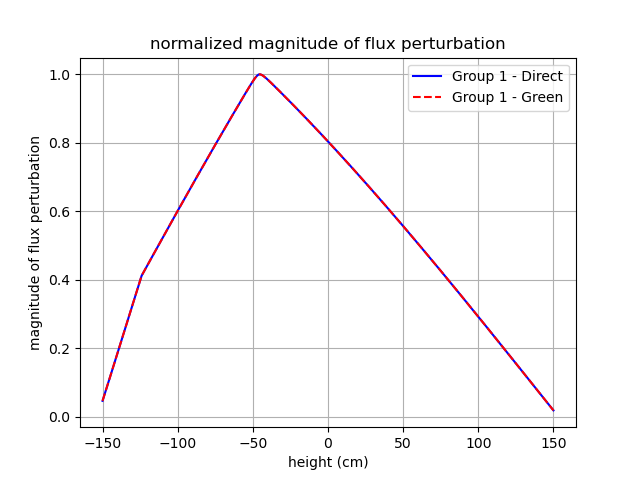 normalized magnitude of flux perturbation
Group 1 - Direct
Group 1 - Green
magnitude of flux perturbation
1.0
0.8
0.6
0.4
0.2
0.0
−150
−100
−50
0
50
100
150
height (cm)